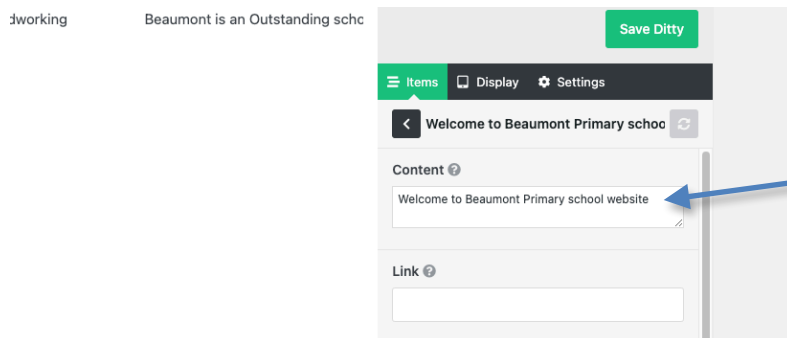 dworking Beaumont is an Outstanding scho
Save Ditty
Items Display Settings
Welcome to Beaumont Primary schoo
Content
Welcome to Beaumont Primary school website
Link